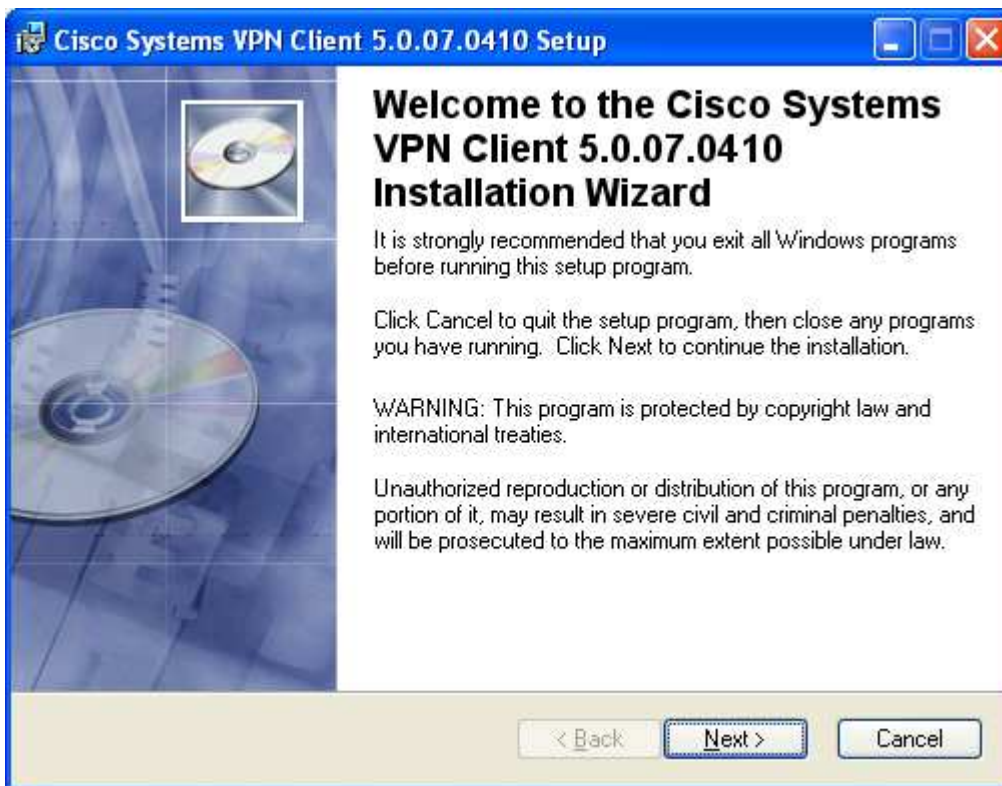 Cisco Systems VPN Client 5.0.07.0410 Setup
Welcome to the Cisco Systems
VPN Client 5.0.07.0410
Installation Wizard
It is strongly recommended that you exit all Windows programs
before running this setup program.
Click Cancel to quit the setup program, then close any programs
you have running.  Click Next to continue the installation.
WARNING: This program is protected by copyright law and
international treaties.
Unauthorized reproduction or distribution of this program, or any
portion of it, may result in severe civil and criminal penalties, and
will be prosecuted to the maximum extent possible under law.
< Back Next > Cancel